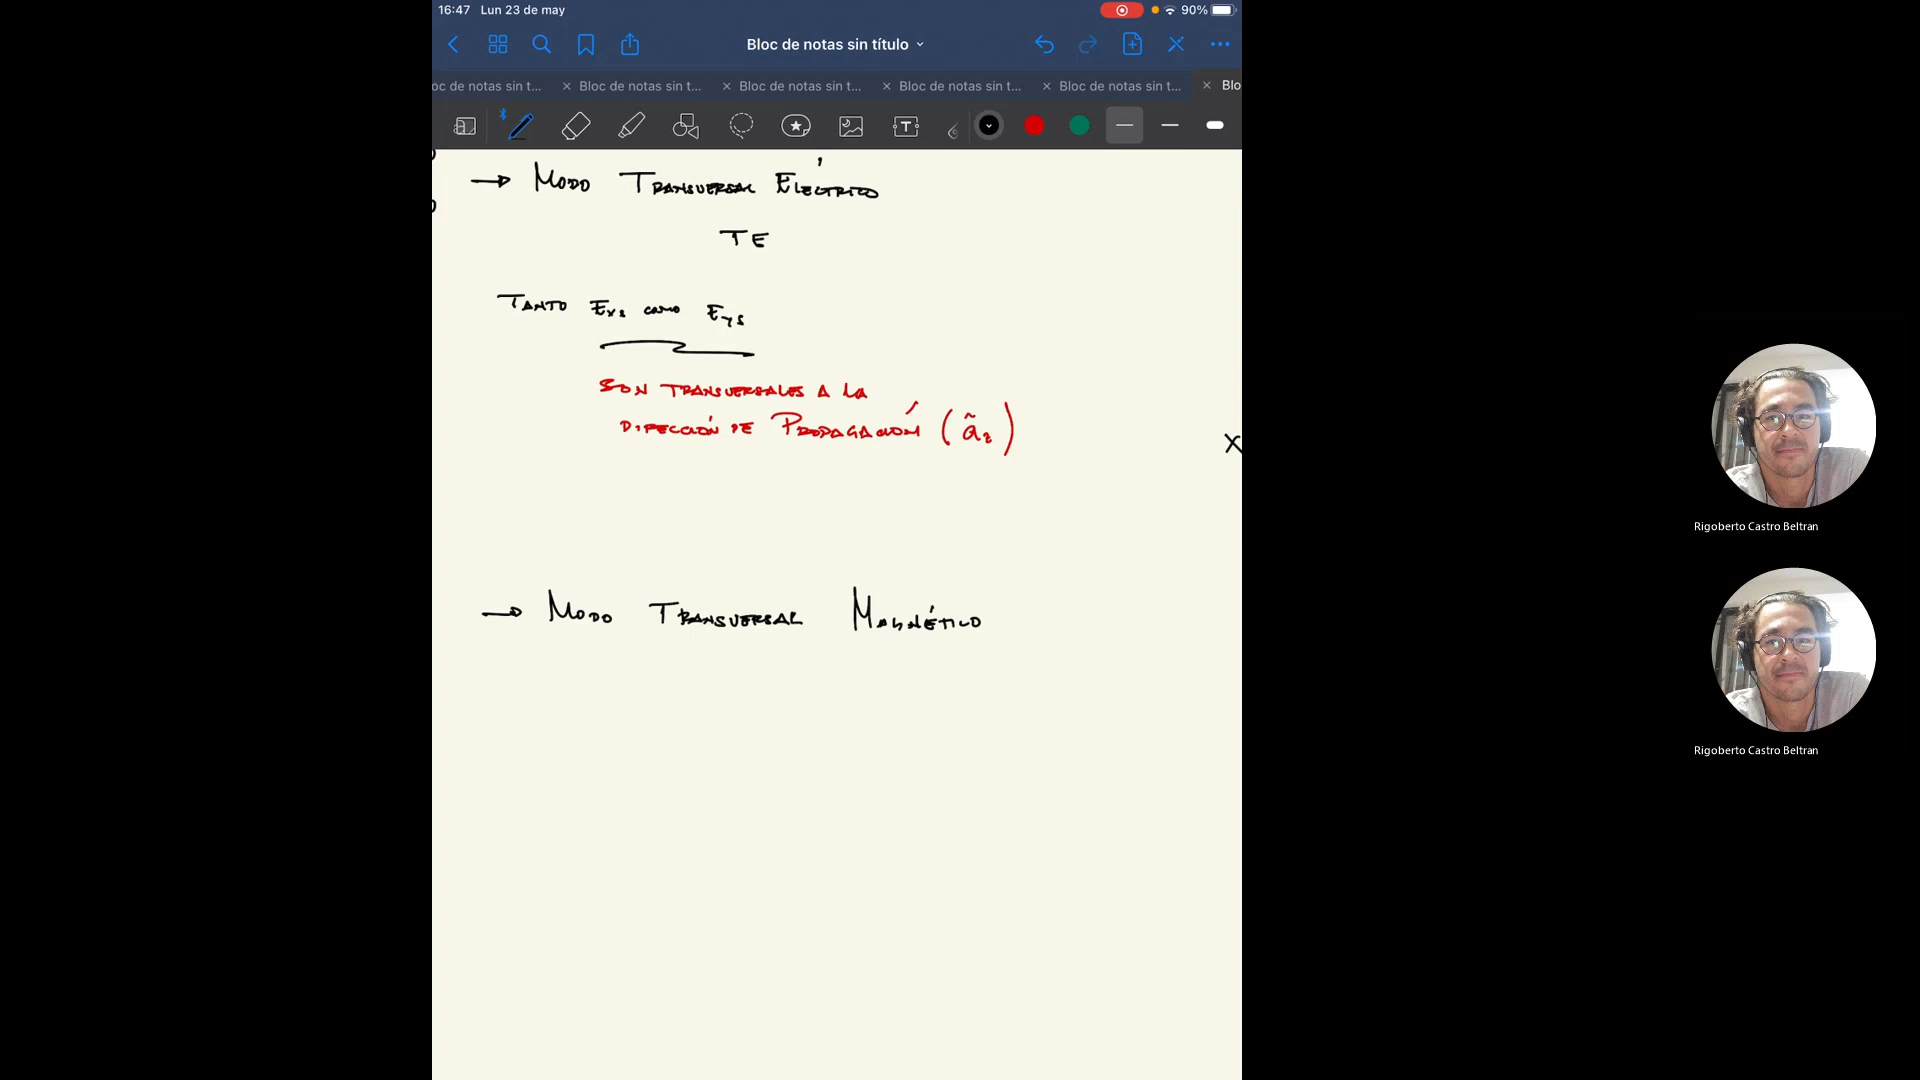 16:47 Lun 23 de may 90%
Bloc de notas sin título
oc de notas sin t... Bloc de notas sin t... Bloc de notas sin t... Bloc de notas sin t... Bloc de notas sin t... Blo
→ Modo Transversal Eléctrico
TE
Tanto Exs como Eys
Son transversales a la
dirección de Propagación (ãz)
x
→ Modo Transversal Magnético
Rigoberto Castro Beltran
Rigoberto Castro Beltran